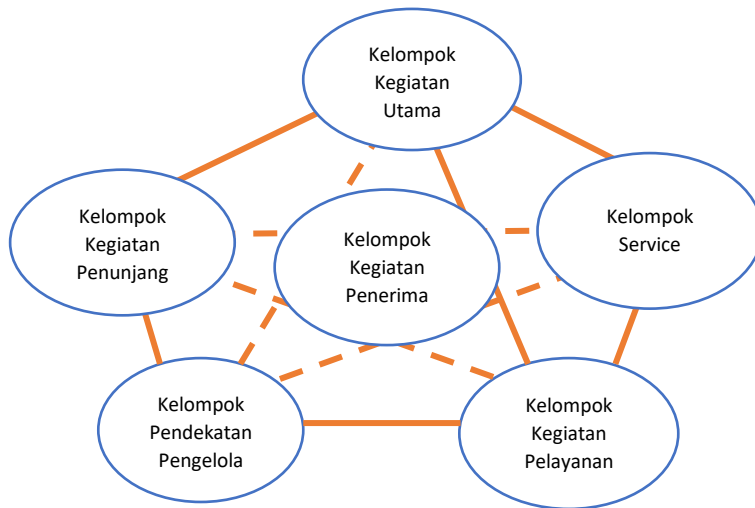 Kelompok
Kegiatan
Utama
Kelompok
Kegiatan
Penunjang
Kelompok
Kegiatan
Penerima
Kelompok
Service
Kelompok
Pendekatan
Pengelola
Kelompok
Kegiatan
Pelayanan